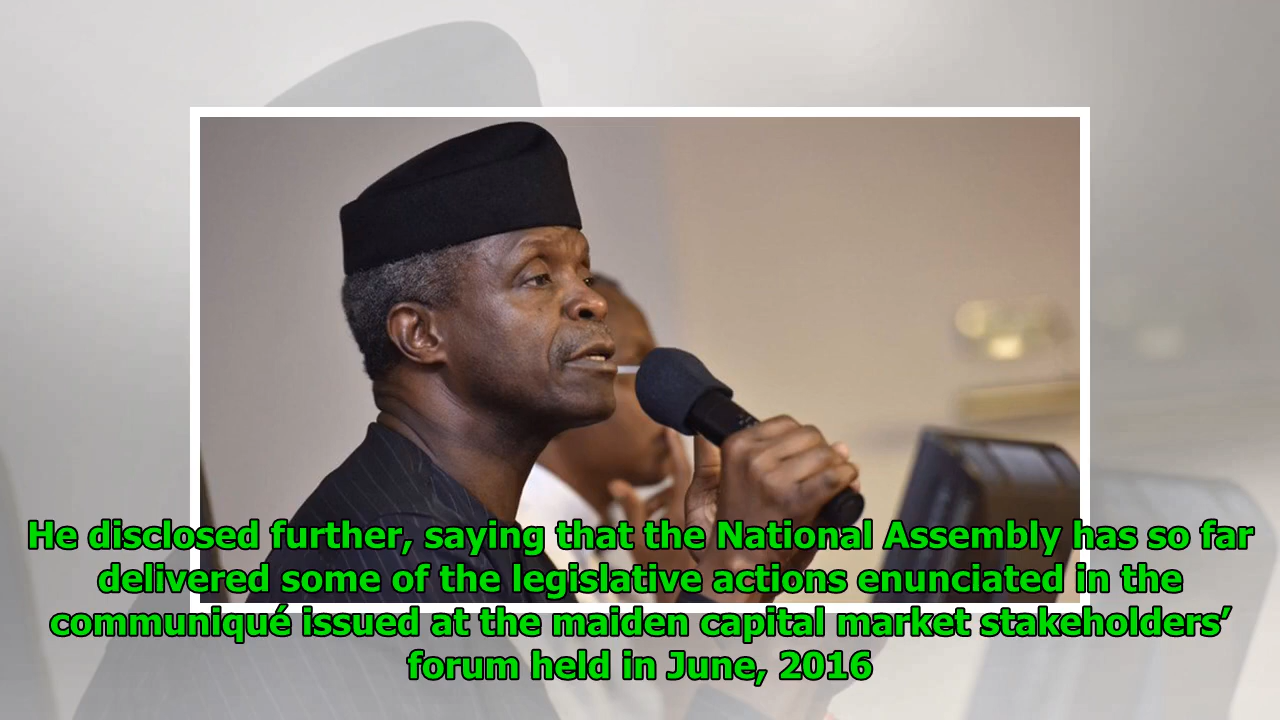 He disclosed further, saying that the National Assembly has so far
delivered some of the legislative actions enunciated in the
communiqué issued at the maiden capital market stakeholders’
forum held in June, 2016